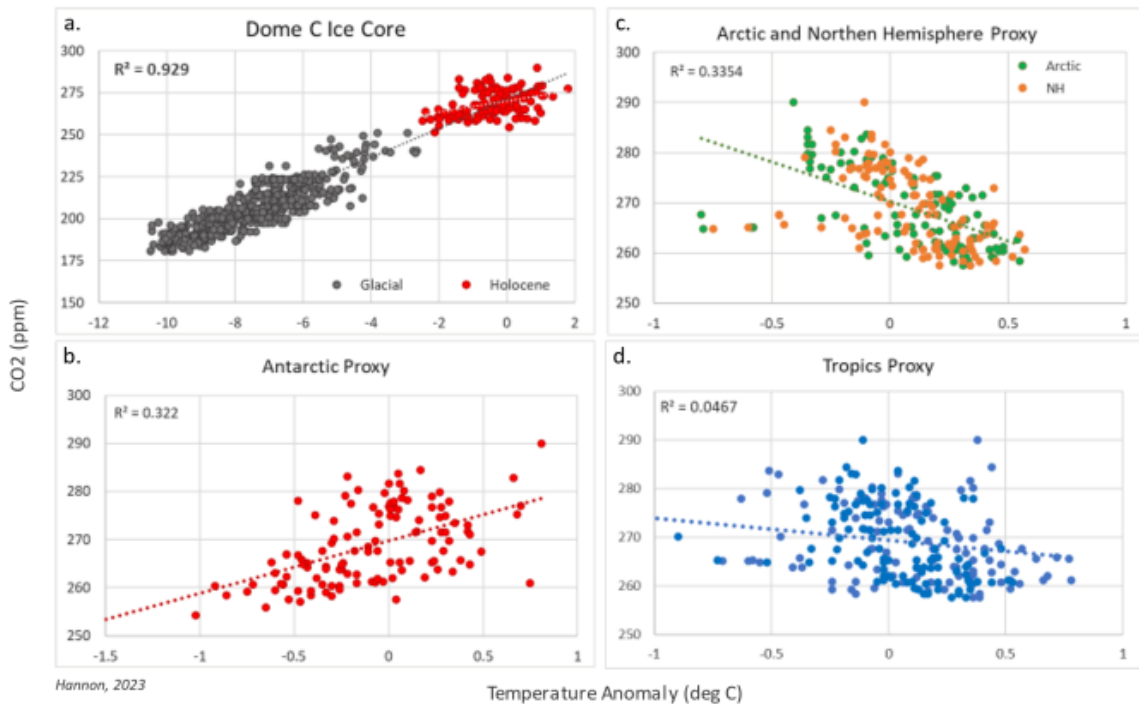 a.
Dome C Ice Core
R² = 0.929
300
275
250
225
200
175
150
-12
-10
-8
-6
-4
-2
0
2
Glacial
Holocene
c.
Arctic and Northen Hemisphere Proxy
R² = 0.3354
Arctic
NH
300
290
280
270
260
250
-1
-0.5
0
0.5
1
CO2 (ppm)
b.
Antarctic Proxy
R² = 0.322
300
290
280
270
260
250
-1.5
-1
-0.5
0
0.5
1
d.
Tropics Proxy
R² = 0.0467
300
290
280
270
260
250
-1
-0.5
0
0.5
1
Hannon, 2023
Temperature Anomaly (deg C)